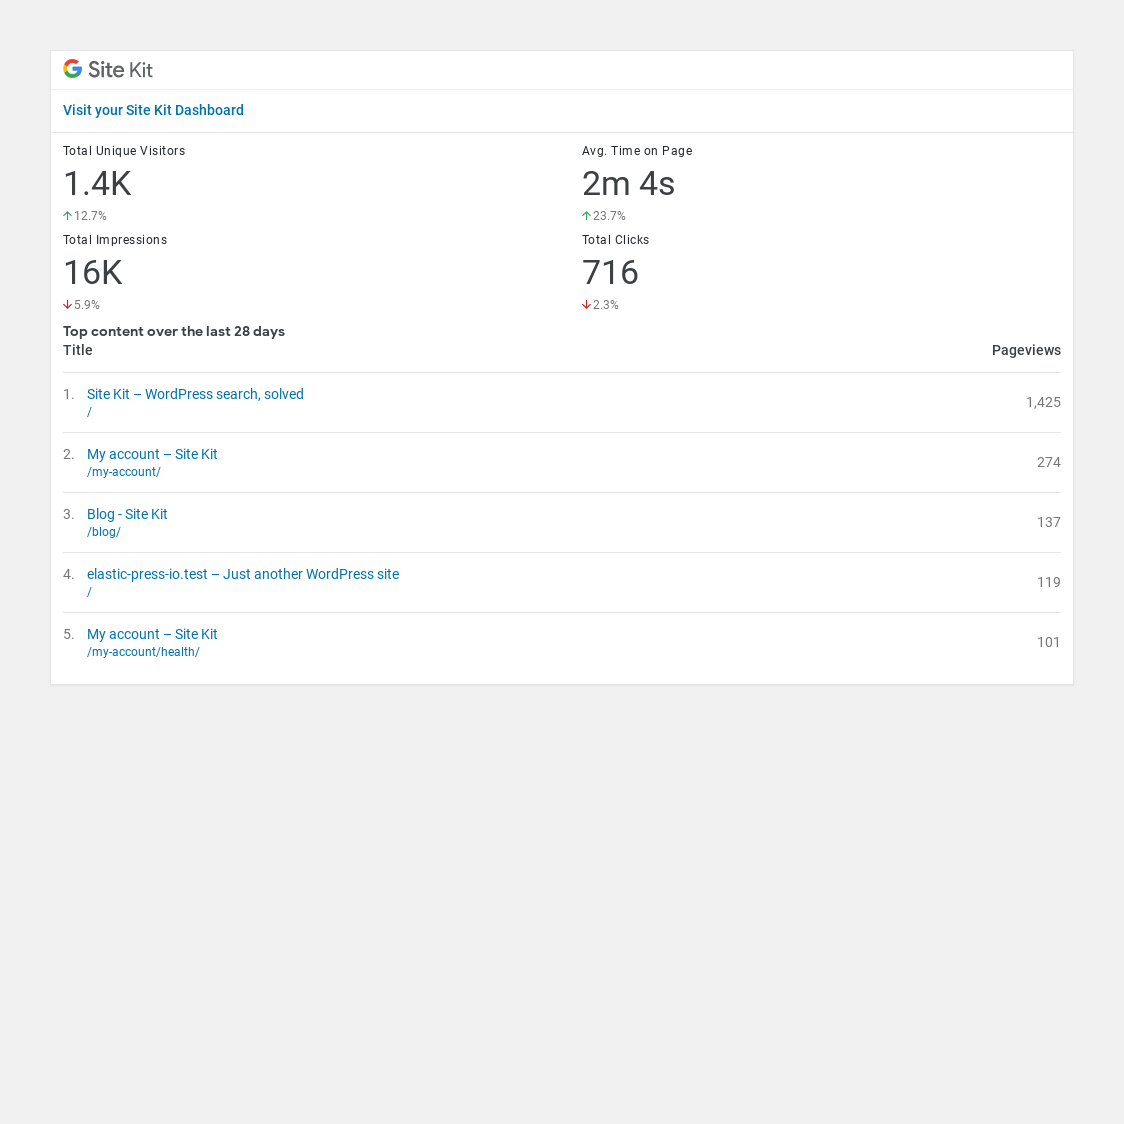 Site Kit
Visit your Site Kit Dashboard
Total Unique Visitors
1.4K
12.7%
Avg. Time on Page
2m 4s
23.7%
Total Impressions
16K
5.9%
Total Clicks
716
2.3%
Top content over the last 28 days
Title Pageviews
1. Site Kit – WordPress search, solved 1,425
/
2. My account – Site Kit 274
/my-account/
3. Blog - Site Kit 137
/blog/
4. elastic-press-io.test – Just another WordPress site 119
/
5. My account – Site Kit 101
/my-account/health/